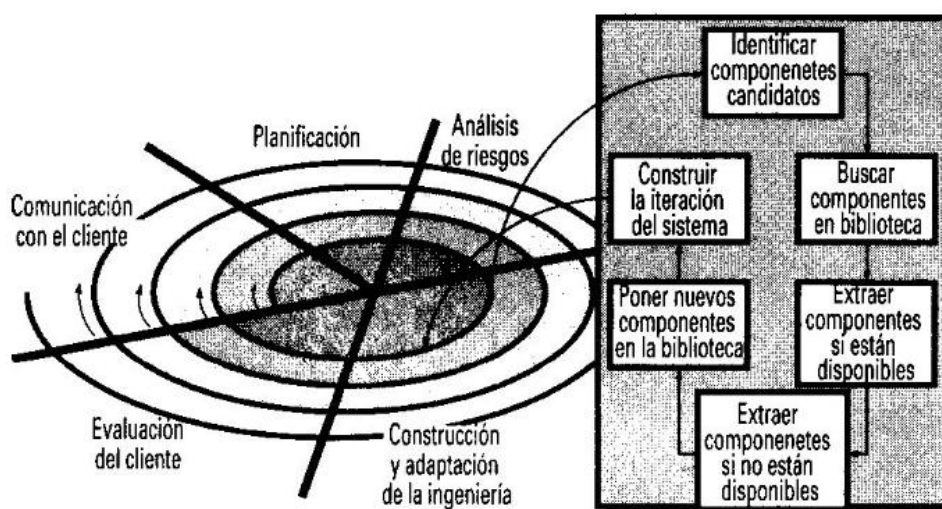 Planificación
Análisis
de riesgos
Comunicación
con el cliente
Evaluación
del cliente
Construcción
y adaptación
de la ingeniería
Identificar
componenetes
candidatos
Buscar
componentes
en biblioteca
Extraer
componentes
si están
disponibles
Extraer
componenetes
si no están
disponibles
Poner nuevos
componentes
en la biblioteca
Construir
la iteración
del sistema